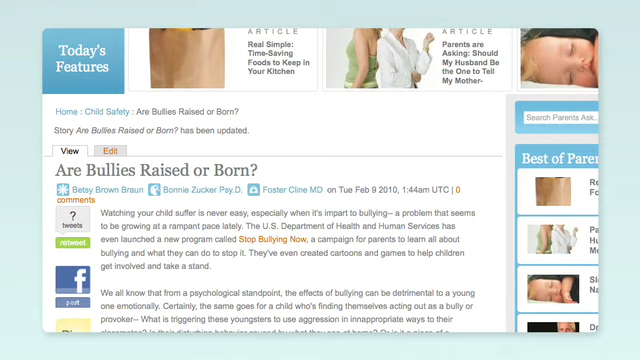 Today's
Features
ARTICLE
Real Simple:
Time-Saving
Foods to Keep in
Your Kitchen
ARTICLE
Parents are
Asking: Should
My Husband Be
the One to Tell
My Mother-
Home : Child Safety : Are Bullies Raised or Born?
Story Are Bullies Raised or Born? has been updated.
View Edit
Are Bullies Raised or Born?
Betsy Brown Braun Bonnie Zucker Psy.D. Foster Cline MD on Tue Feb 9 2010, 1:44am UTC | 0
comments
?
tweets
retweet
f
post
Watching your child suffer is never easy, especially when it's impart to bullying-- a problem that seems
to be growing at a rampant pace lately. The U.S. Department of Health and Human Services has
even launched a new program called Stop Bullying Now, a campaign for parents to learn all about
bullying and what they can do to stop it. They've even created cartoons and games to help children
get involved and take a stand.
We all know that from a psychological standpoint, the effects of bullying can be detrimental to a young
one emotionally. Certainly, the same goes for a child who's finding themselves acting out as a bully or
provoker-- What is triggering these youngsters to use aggression in innappropriate ways to their
Search Parents Ask..
Best of Paren